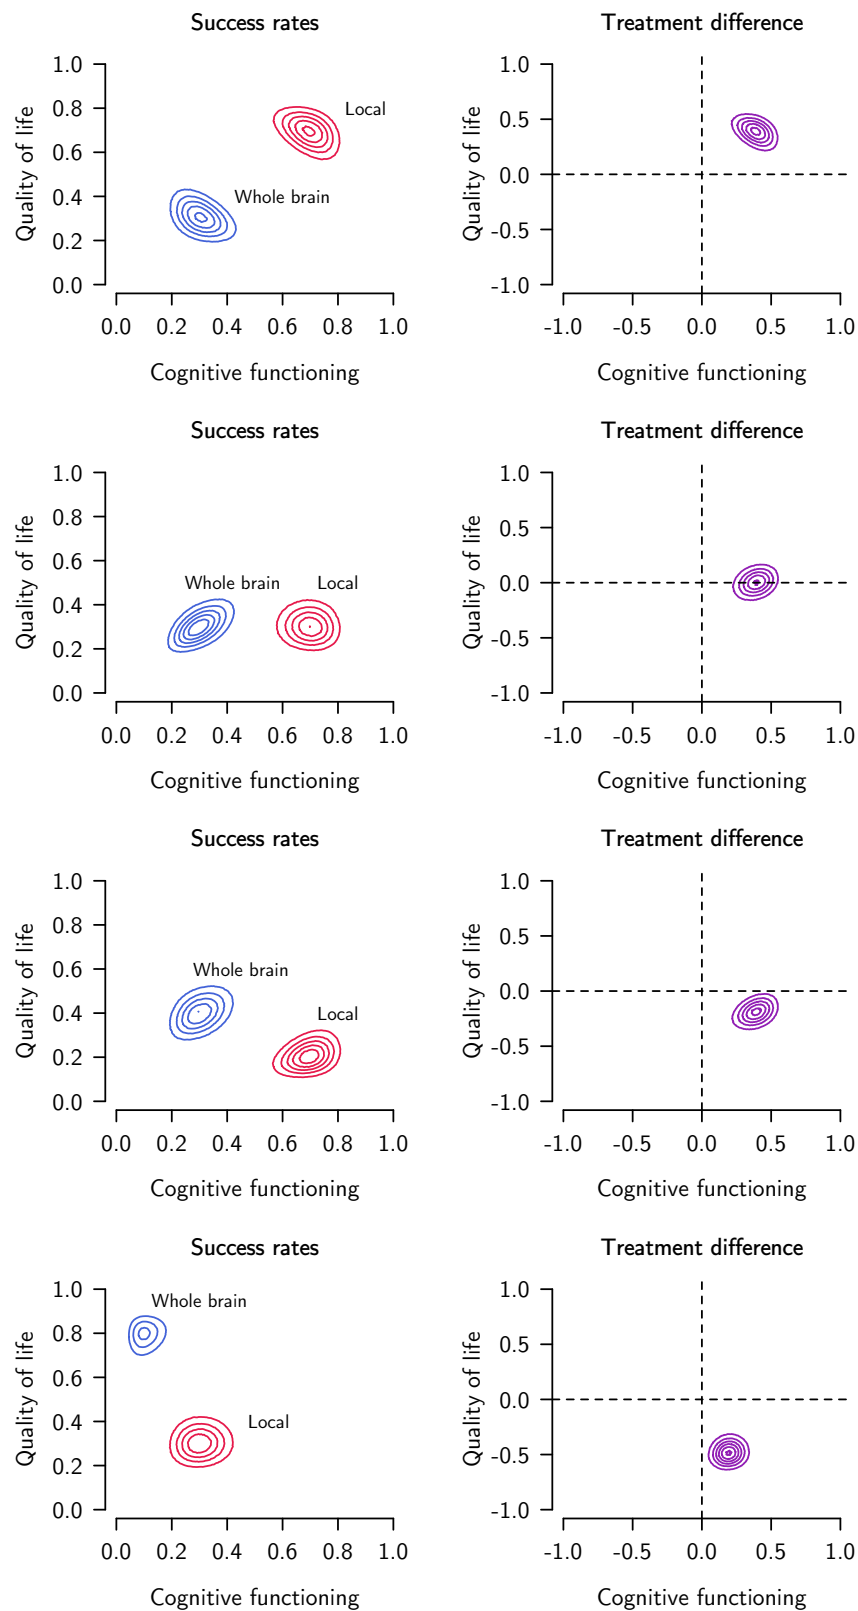 Success rates
Treatment difference
Quality of life
1.0
0.8
0.6
0.4
0.2
0.0
Local
Whole brain
0.0 0.2 0.4 0.6 0.8 1.0
Cognitive functioning
Quality of life
1.0
0.5
0.0
-0.5
-1.0
-1.0 -0.5 0.0 0.5 1.0
Cognitive functioning
Success rates
Treatment difference
Quality of life
1.0
0.8
0.6
0.4
0.2
0.0
Whole brain
Local
0.0 0.2 0.4 0.6 0.8 1.0
Cognitive functioning
Quality of life
1.0
0.5
0.0
-0.5
-1.0
-1.0 -0.5 0.0 0.5 1.0
Cognitive functioning
Success rates
Treatment difference
Quality of life
1.0
0.8
0.6
0.4
0.2
0.0
Whole brain
Local
0.0 0.2 0.4 0.6 0.8 1.0
Cognitive functioning
Quality of life
1.0
0.5
0.0
-0.5
-1.0
-1.0 -0.5 0.0 0.5 1.0
Cognitive functioning
Success rates
Treatment difference
Quality of life
1.0
0.8
0.6
0.4
0.2
0.0
Whole brain
Local
0.0 0.2 0.4 0.6 0.8 1.0
Cognitive functioning
Quality of life
1.0
0.5
0.0
-0.5
-1.0
-1.0 -0.5 0.0 0.5 1.0
Cognitive functioning